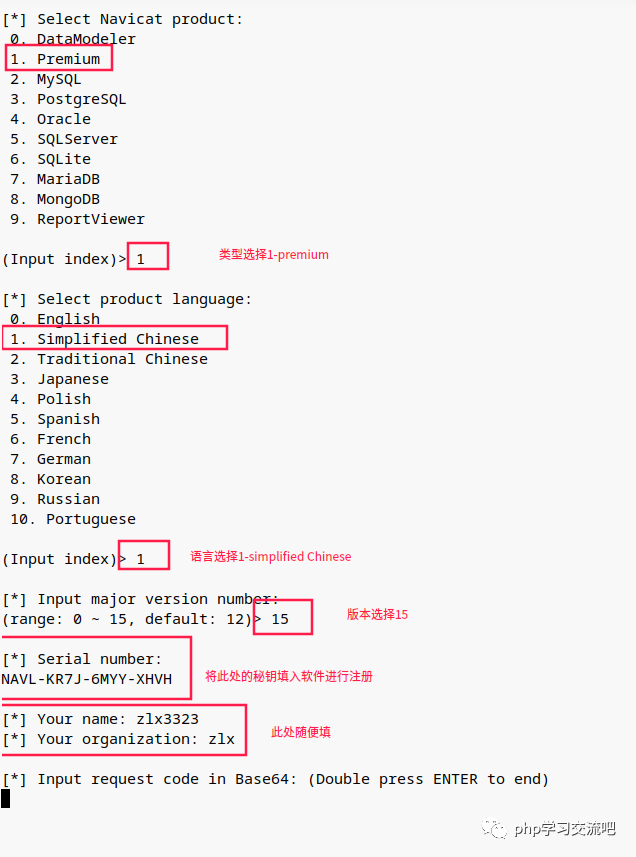 [*] Select Navicat product:
0. DataModeler
1. Premium
2. MySQL
3. PostgreSQL
4. Oracle
5. SQLServer
6. SQLite
7. MariaDB
8. MongoDB
9. ReportViewer
(Input index)> 1 类型选择1-premium
[*] Select product language:
0. English
1. Simplified Chinese
2. Traditional Chinese
3. Japanese
4. Polish
5. Spanish
6. French
7. German
8. Korean
9. Russian
10. Portuguese
(Input index)> 1 语言选择1-simplified Chinese
[*] Input major version number:
(range: 0 ~ 15, default: 12)> 15 版本选择15
[*] Serial number:
NAVL-KR7J-6MYY-XHVH 将此处的秘钥填入软件进行注册
[*] Your name: zlx3323
[*] Your organization: zlx 此处随便填
[*] Input request code in Base64: (Double press ENTER to end)
php学习交流吧